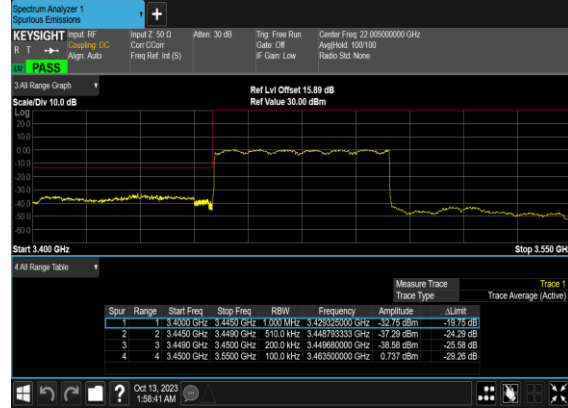 Spectrum Analyzer 1
Spurious Emissions
+
KEYSIGHT Input: RF Input Z: 50 Ω Atten: 30 dB Trig: Free Run Center Freq: 22.005000000 GHz
R T Coupling: DC Corr CCorr Gate: Off Avg|Hold: 100/100
Align: Auto Freq Ref: Int (S) IF Gain: Low Radio Std: None
PASS
3 All Range Graph
Ref Lvl Offset 15.89 dB
Scale/Div 10.0 dB Ref Value 30.00 dBm
Log
20.0
10.0
0.00
-10.0
-20.0
-30.0
-40.0
-50.0
-60.0
Start 3.400 GHz Stop 3.550 GH
4 All Range Table
Measure Trace Trace 1
Trace Type Trace Average (Active)
Spur Range Start Freq Stop Freq RBW Frequency Amplitude ΔLimit
1 1 3.4000 GHz 3.4450 GHz 1.000 MHz 3.429325000 GHz -32.75 dBm -19.75 dB
2 2 3.4450 GHz 3.4490 GHz 510.0 kHz 3.448793333 GHz -37.29 dBm -24.29 dB
3 3 3.4490 GHz 3.4500 GHz 200.0 kHz 3.449680000 GHz -38.58 dBm -25.58 dB
4 4 3.4500 GHz 3.5500 GHz 100.0 kHz 3.463500000 GHz 0.737 dBm -29.26 dB
? Oct 13, 2023
1:58:41 AM